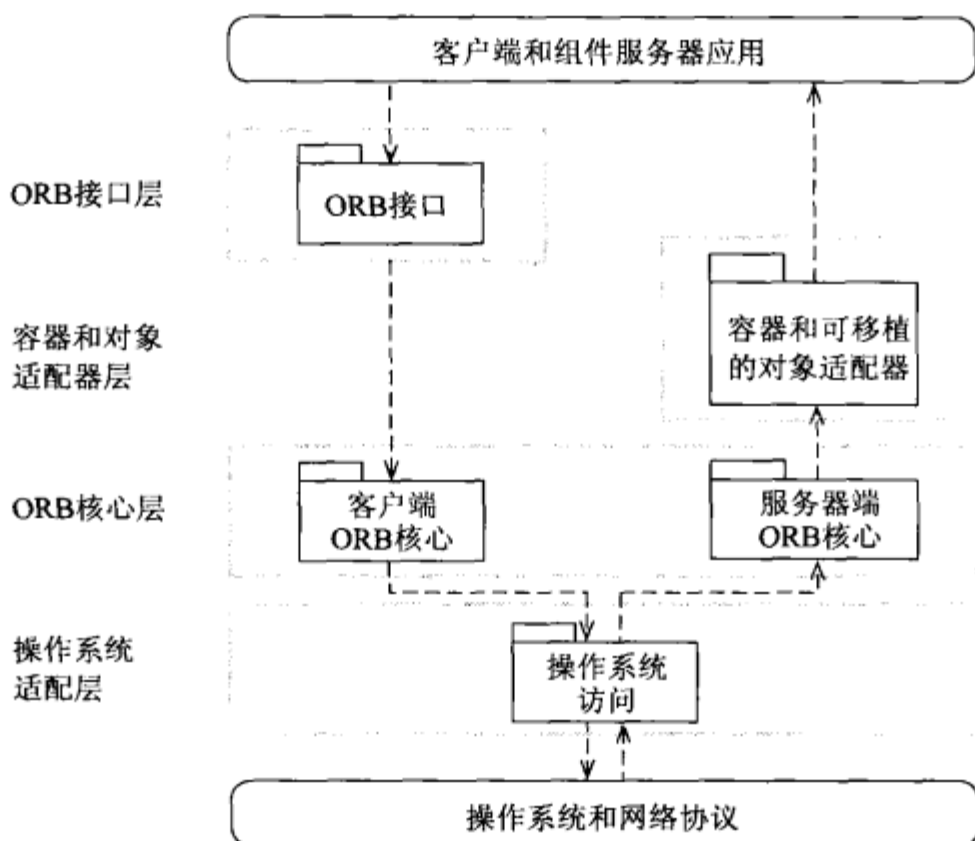 客户端和组件服务器应用
ORB接口层
ORB接口
容器和对象
适配器层
容器和可移植
的对象适配器
ORB核心层
客户端
ORB核心
服务器端
ORB核心
操作系统
适配层
操作系统
访问
操作系统和网络协议